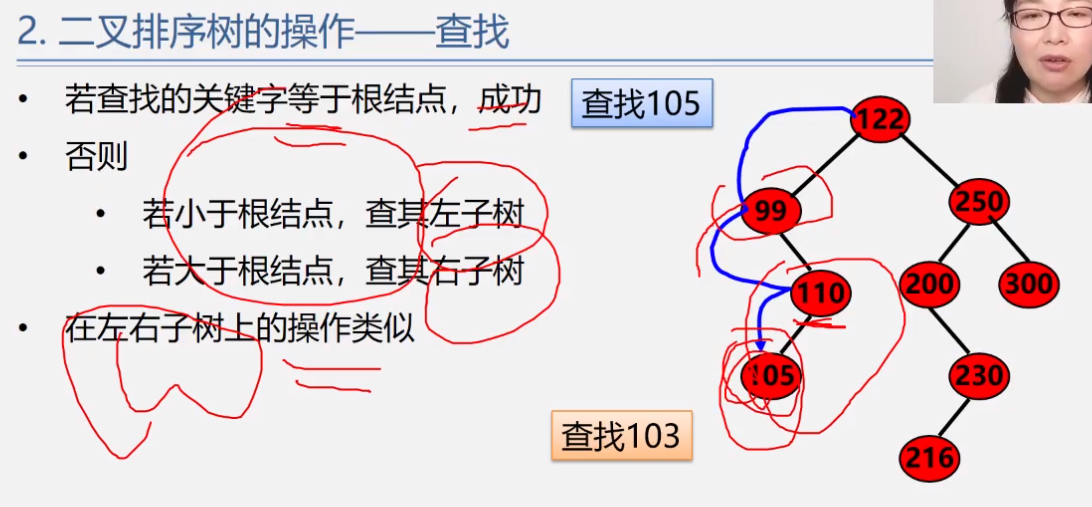 2. 二叉排序树的操作——查找
• 若查找的关键字等于根结点，成功
查找105
• 否则
• 若小于根结点，查其左子树
• 若大于根结点，查其右子树
• 在左右子树上的操作类似
查找103
122
99
250
110
200
300
105
230
216